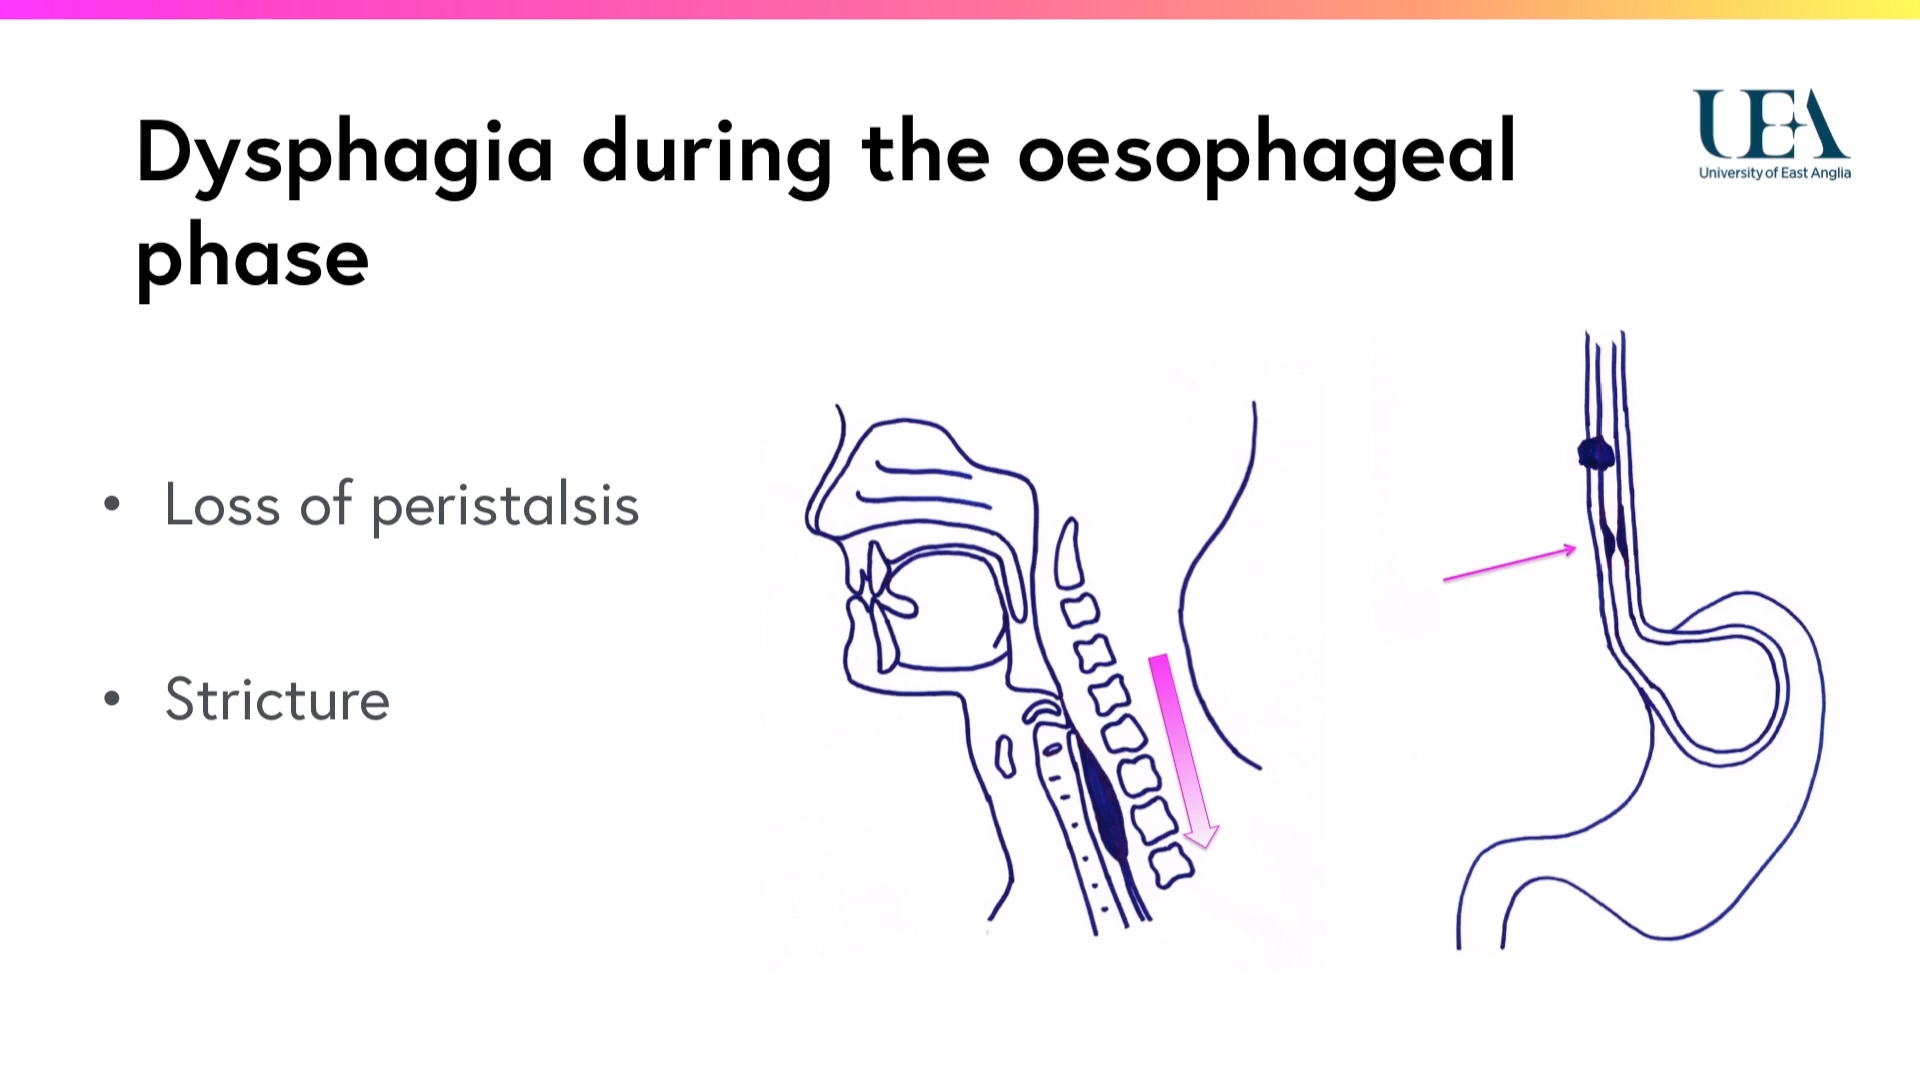 Dysphagia during the oesophageal
phase
UEA
University of East Anglia
• Loss of peristalsis
• Stricture